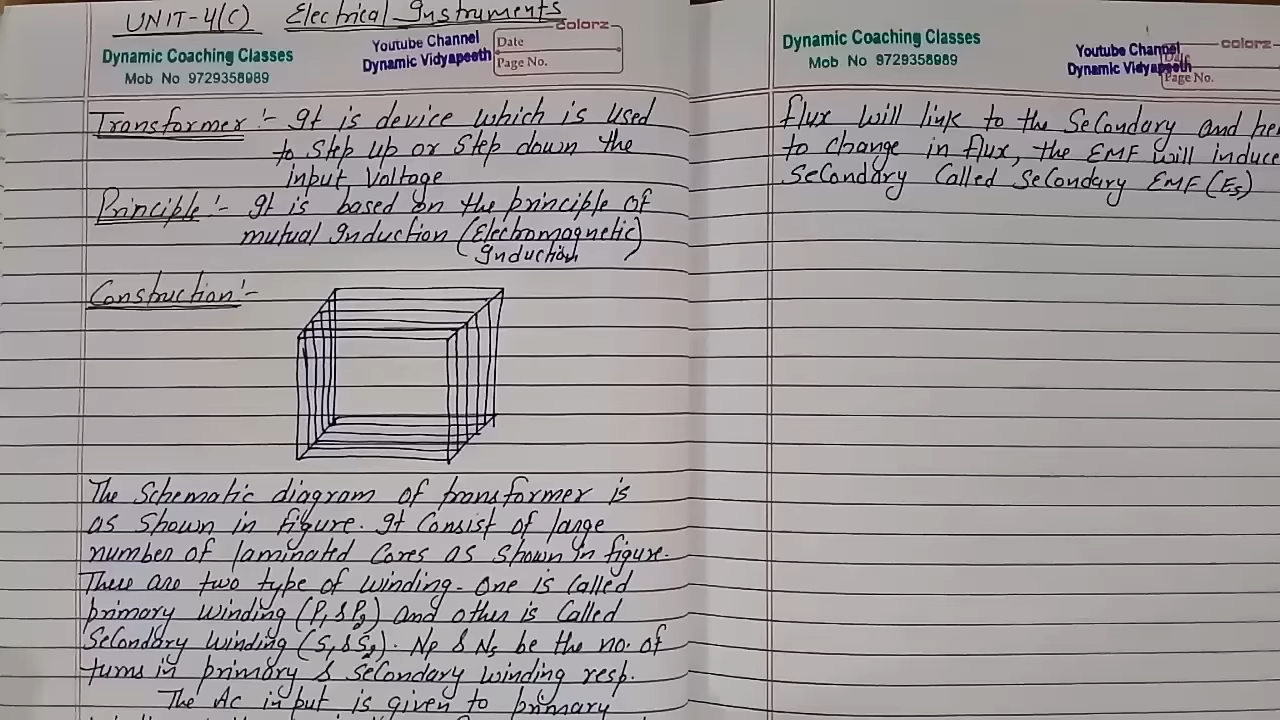 UNIT-4(C) Electrical Instruments
Dynamic Coaching Classes
Mob No 9729358989
Youtube Channel
Dynamic Vidyapeeth
colorz
Date
Page No.
Transformer:- It is device which is used
to Step up or Step down the
input Voltage
Principle:- It is based on the principle of
mutual Induction (Electromagnetic)
Induction
Construction:-
The Schematic diagram of transformer is
as shown in figure. It Consist of large
number of laminated Cores as shown in figure.
There are two type of winding. One is Called
primary winding (P1 & P2) and other is Called
Secondary winding (S1 & S2). Np & Ns be the no. of
turns in primary & secondary winding resp.
The AC input is given to primary
Dynamic Coaching Classes
Mob No 9729358989
Youtube Channel
Dynamic Vidyapeeth
colorz
Date
Page No.
flux will link to the Secondary and
to change in flux, the EMF will induce
Secondary Called Secondary EMF (Es)